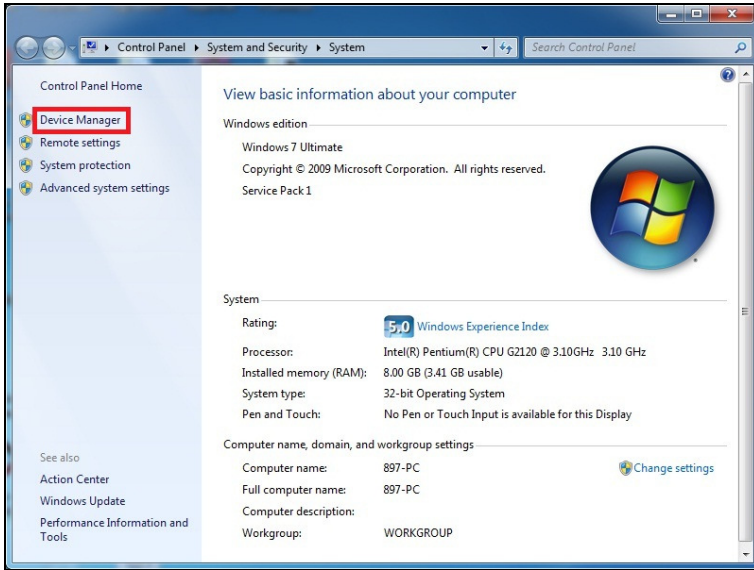 Control Panel ▸ System and Security ▸ System
Search Control Panel
Control Panel Home
Device Manager
Remote settings
System protection
Advanced system settings
See also
Action Center
Windows Update
Performance Information and
Tools
View basic information about your computer
Windows edition
Windows 7 Ultimate
Copyright © 2009 Microsoft Corporation. All rights reserved.
Service Pack 1
System
Rating: 5.0 Windows Experience Index
Processor: Intel(R) Pentium(R) CPU G2120 @ 3.10GHz 3.10 GHz
Installed memory (RAM): 8.00 GB (3.41 GB usable)
System type: 32-bit Operating System
Pen and Touch: No Pen or Touch Input is available for this Display
Computer name, domain, and workgroup settings
Computer name: 897-PC Change settings
Full computer name: 897-PC
Computer description:
Workgroup: WORKGROUP